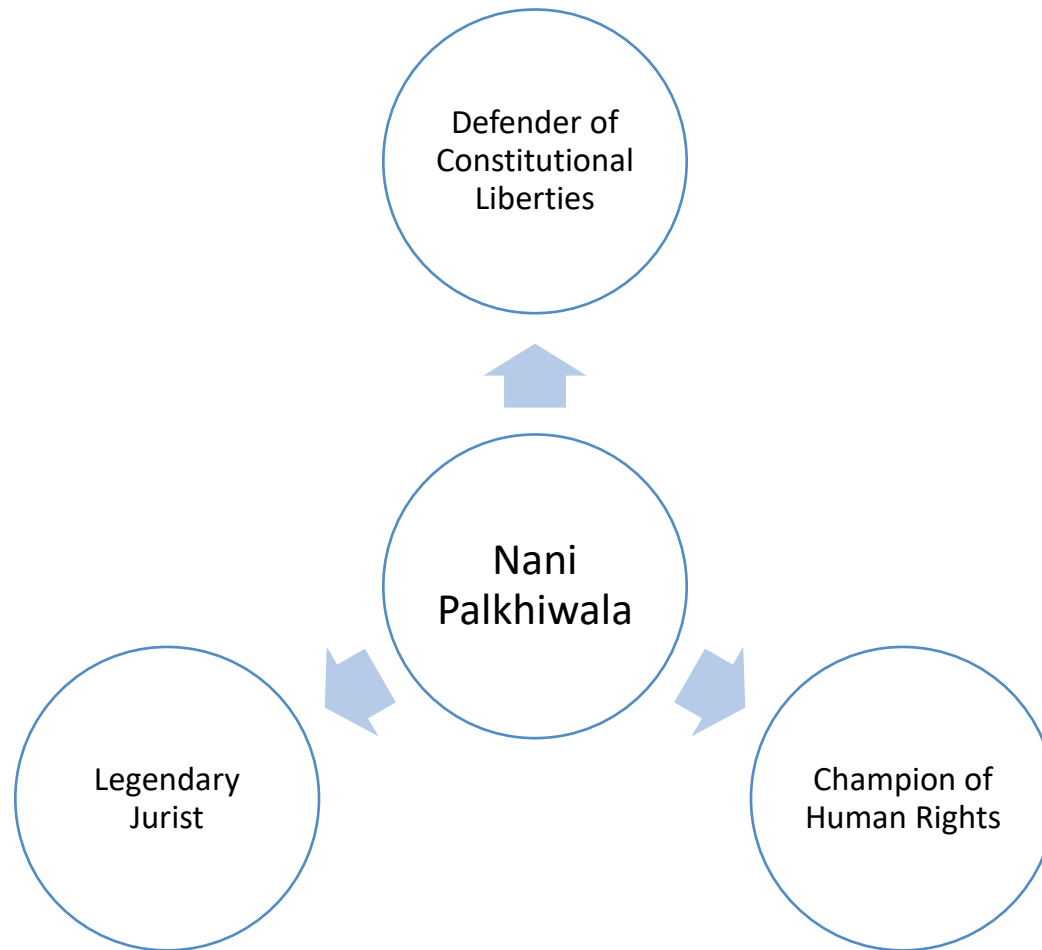 Defender of
Constitutional
Liberties
Nani
Palkhiwala
Legendary
Jurist
Champion of
Human Rights